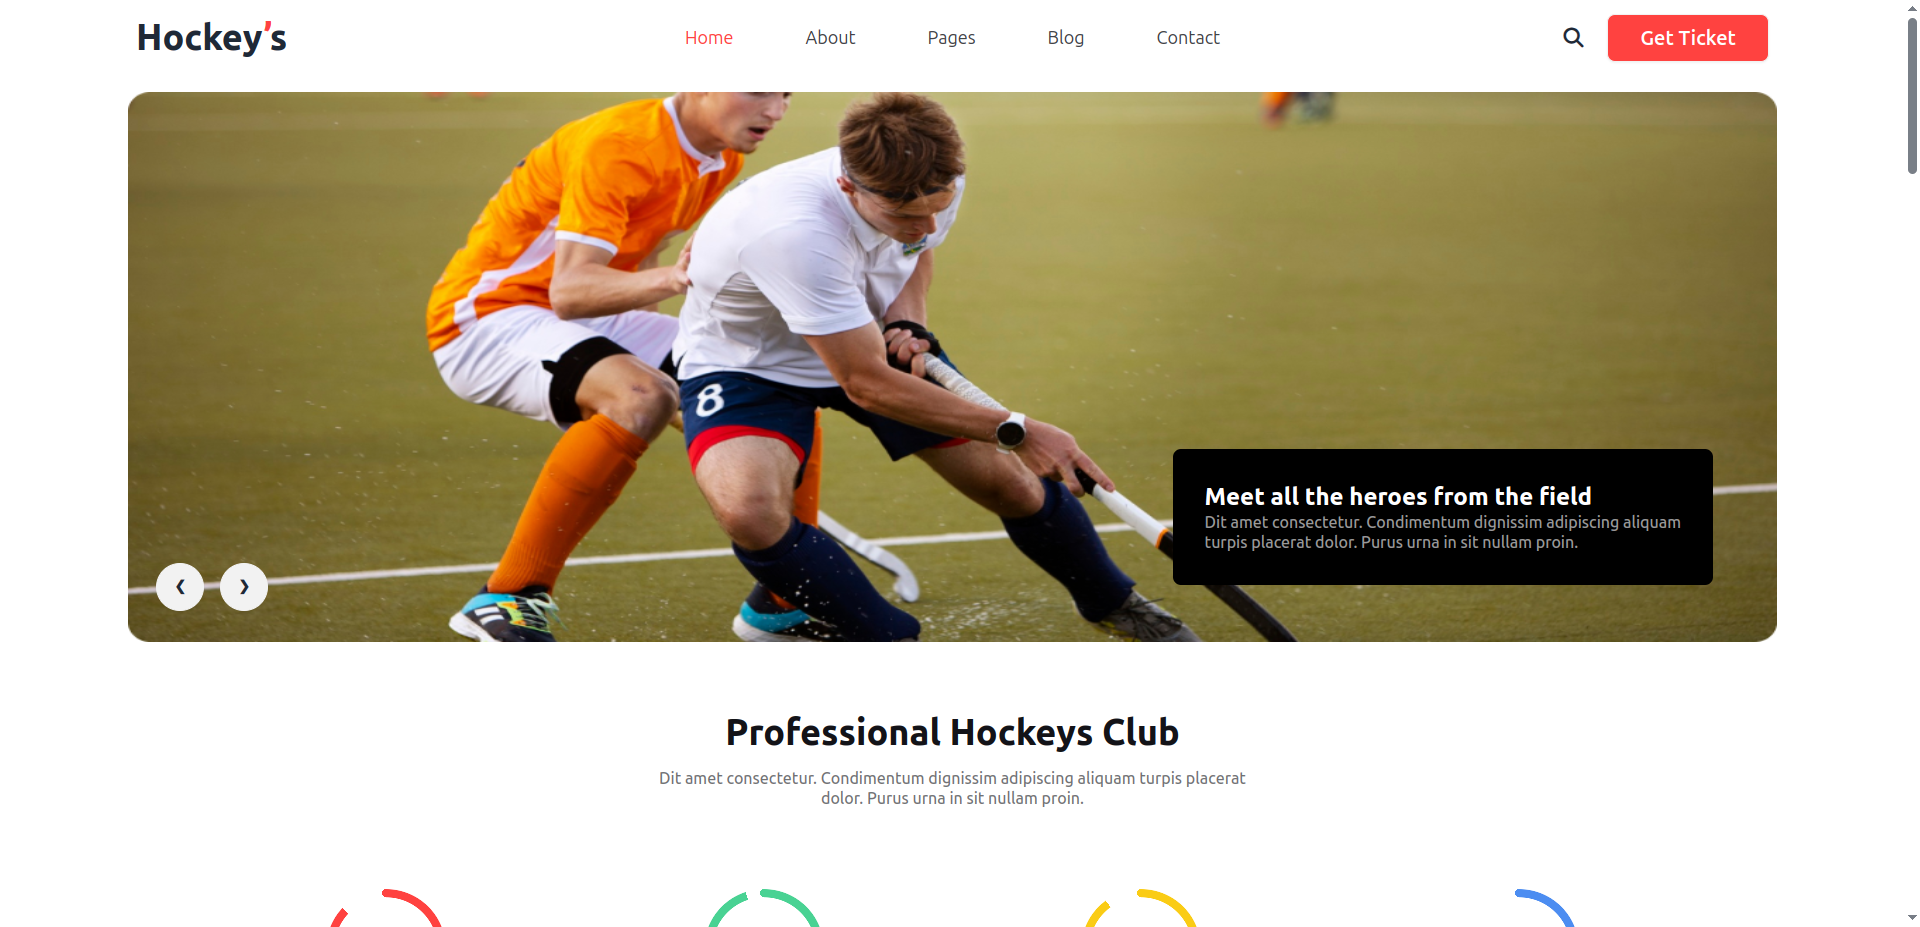 Hockey's
Home About Pages Blog Contact
Get Ticket
8
Meet all the heroes from the field
Dit amet consectetur. Condimentum dignissim adipiscing aliquam
turpis placerat dolor. Purus urna in sit nullam proin.
Professional Hockeys Club
Dit amet consectetur. Condimentum dignissim adipiscing aliquam turpis placerat
dolor. Purus urna in sit nullam proin.